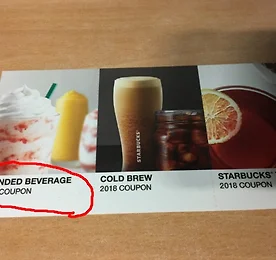 NDED BEVERAGE
COUPON
STARBUCKS
COLD BREW
2018 COUPON
STARBUCKS
2018 COUPON